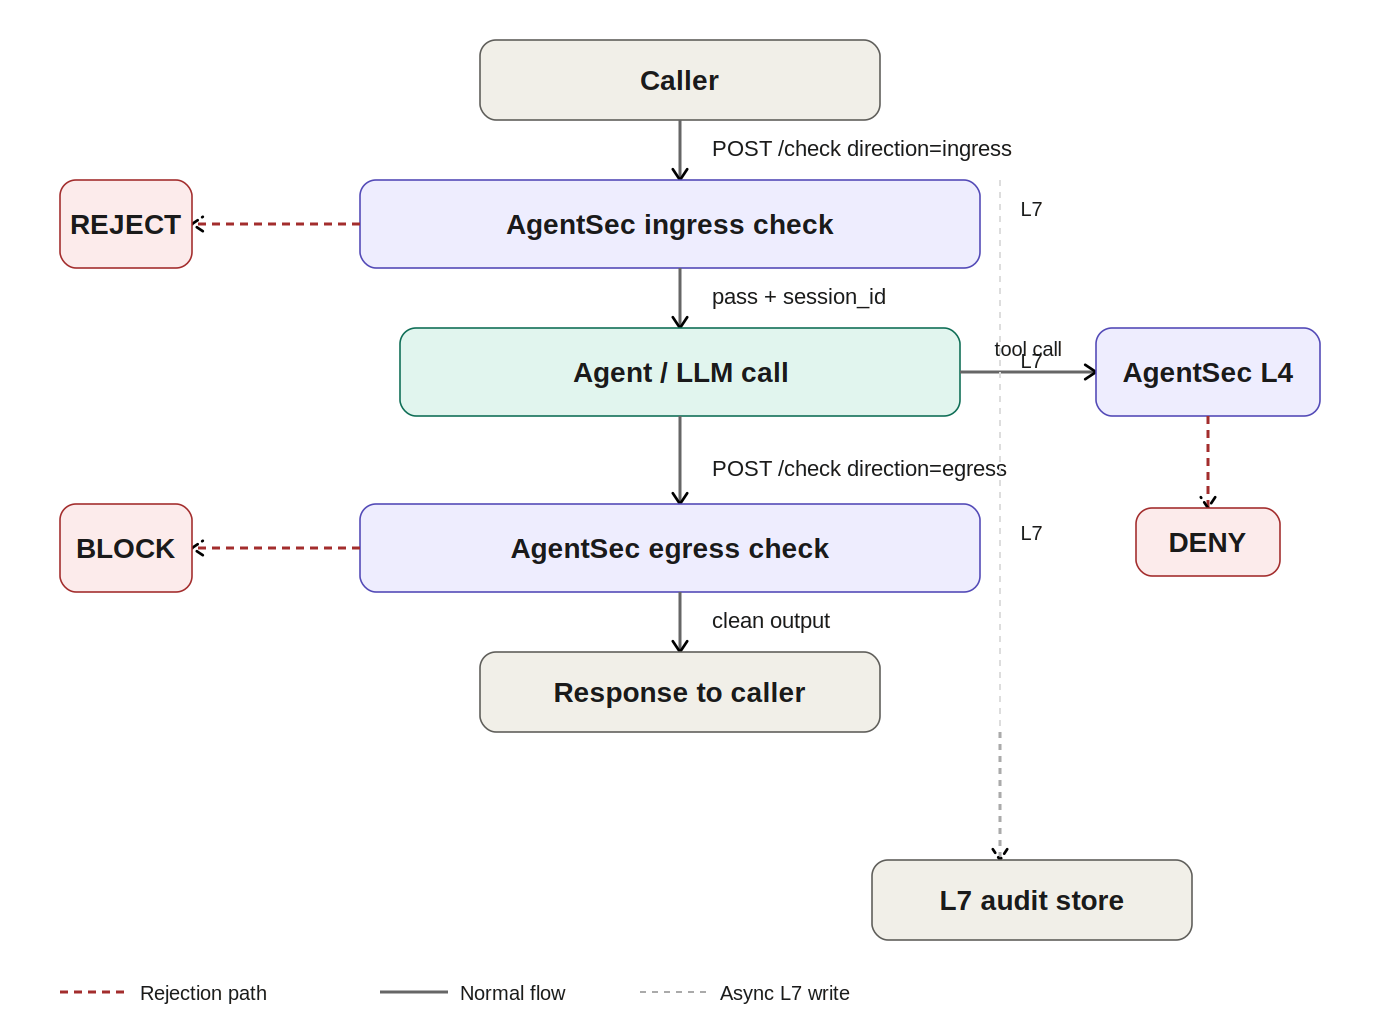 Caller
POST /check direction=ingress
REJECT
AgentSec ingress check
L7
pass + session_id
tool call
L7
Agent / LLM call
AgentSec L4
POST /check direction=egress
BLOCK
AgentSec egress check
L7
DENY
clean output
Response to caller
L7 audit store
Rejection path
Normal flow
Async L7 write